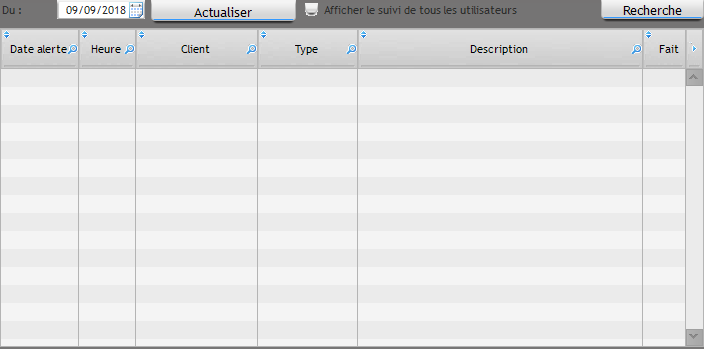 Du : 09/09/2018 Actualiser Afficher le suivi de tous les utilisateurs Recherche
Date alerte Heure Client Type Description Fait